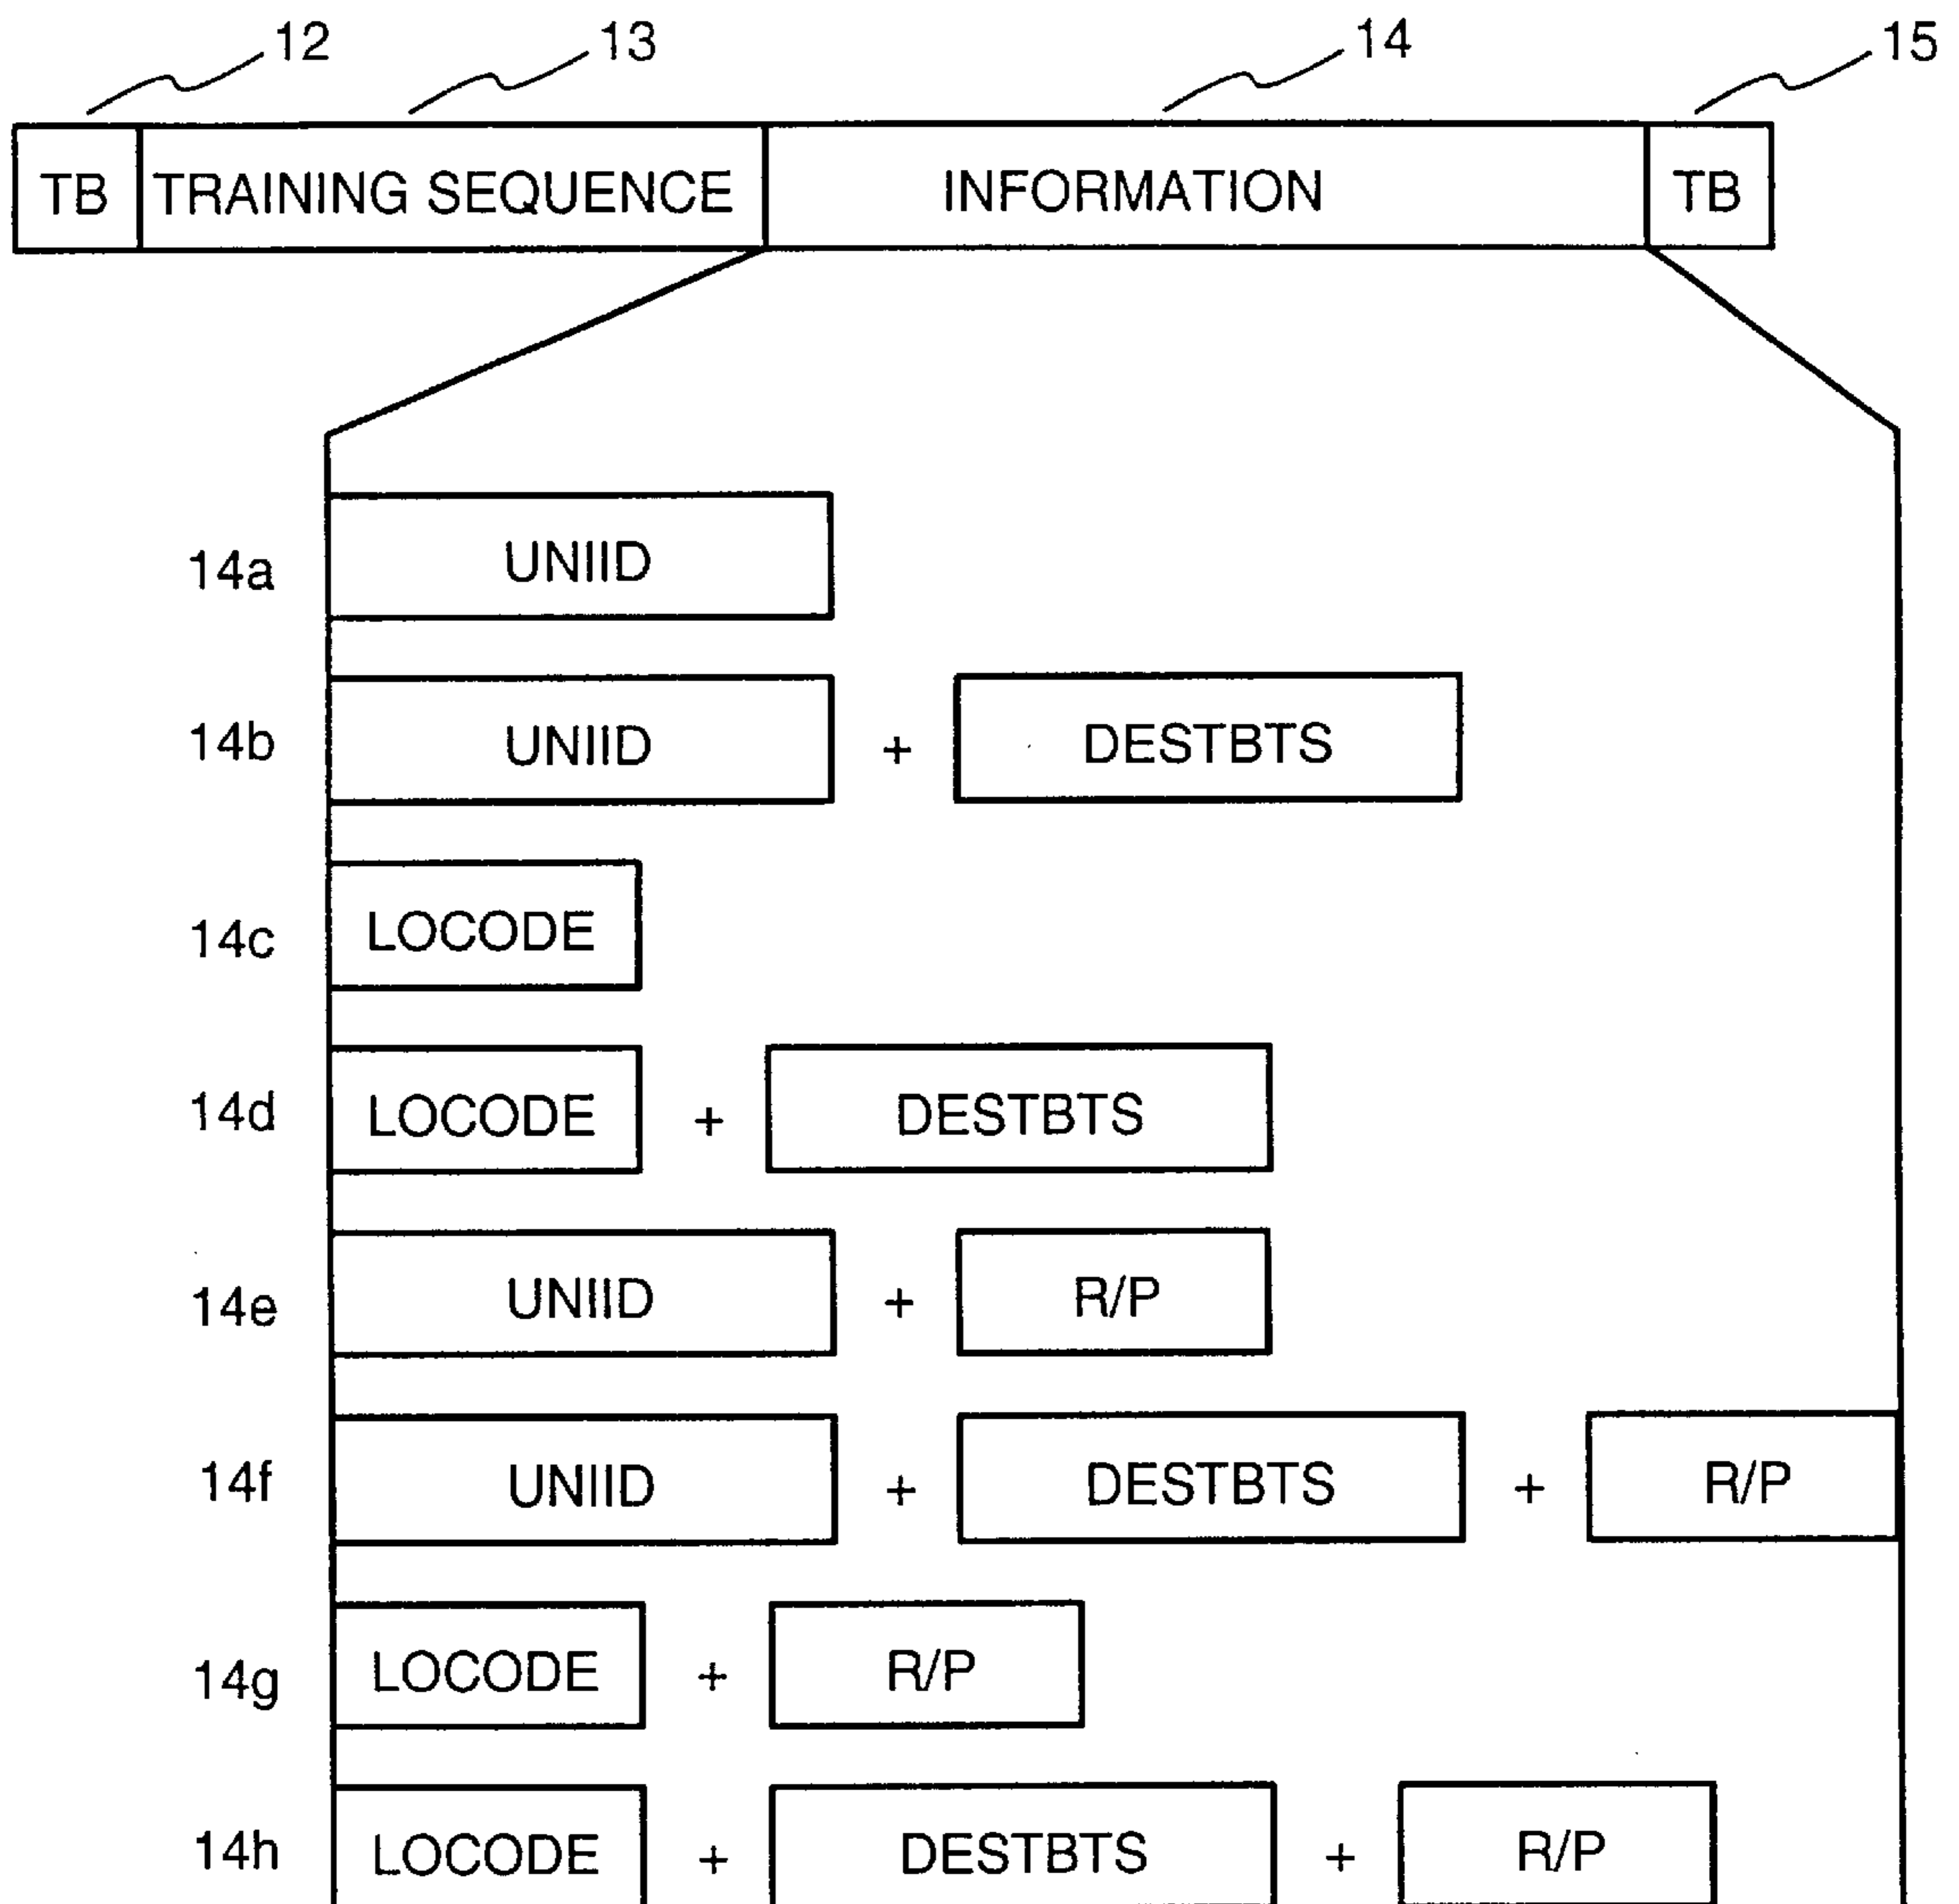 12 13 14 15
TB TRAINING SEQUENCE INFORMATION TB
14a UNIID
14b UNIID + DESTBTS
14c LOCODE
14d LOCODE + DESTBTS
14e UNIID + R/P
14f UNIID + DESTBTS + R/P
14g LOCODE + R/P
14h LOCODE + DESTBTS + R/P